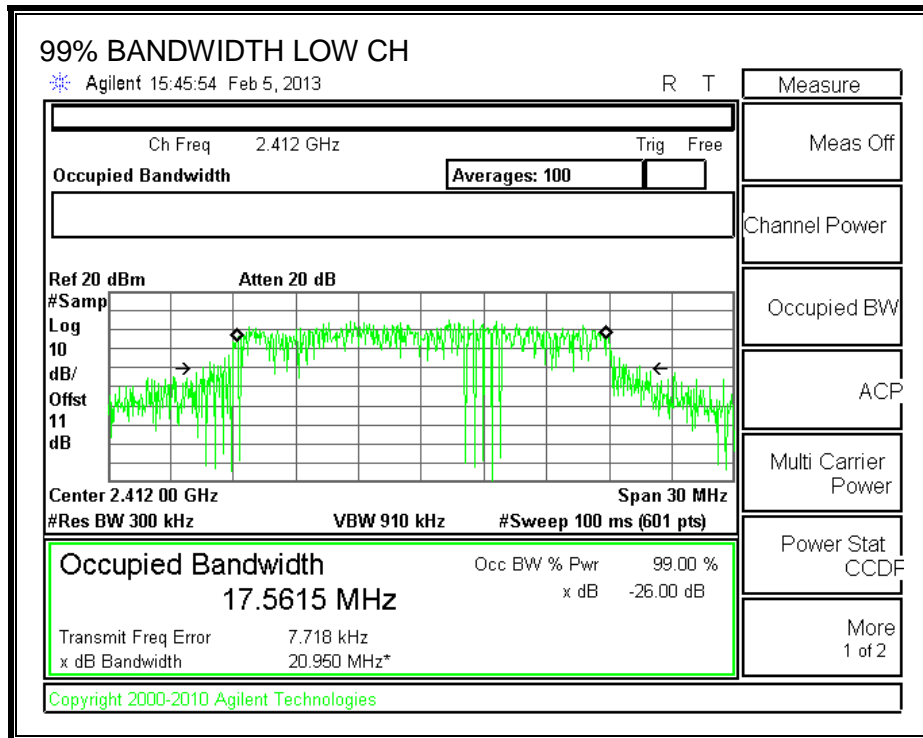 99% BANDWIDTH LOW CH
Agilent 15:45:54 Feb 5, 2013 R T
Measure
Ch Freq 2.412 GHz Trig Free
Meas Off
Occupied Bandwidth Averages: 100
Channel Power
Ref 20 dBm Atten 20 dB
#Samp
Log
10
dB/
Offst
11
dB
Occupied BW
ACP
Center 2.412 00 GHz Span 30 MHz
#Res BW 300 kHz VBW 910 kHz #Sweep 100 ms (601 pts)
Multi Carrier
Power
Occupied Bandwidth Occ BW % Pwr 99.00 %
17.5615 MHz x dB -26.00 dB
Transmit Freq Error 7.718 kHz
x dB Bandwidth 20.950 MHz*
Power Stat
CCDF
More
1 of 2
Copyright 2000-2010 Agilent Technologies